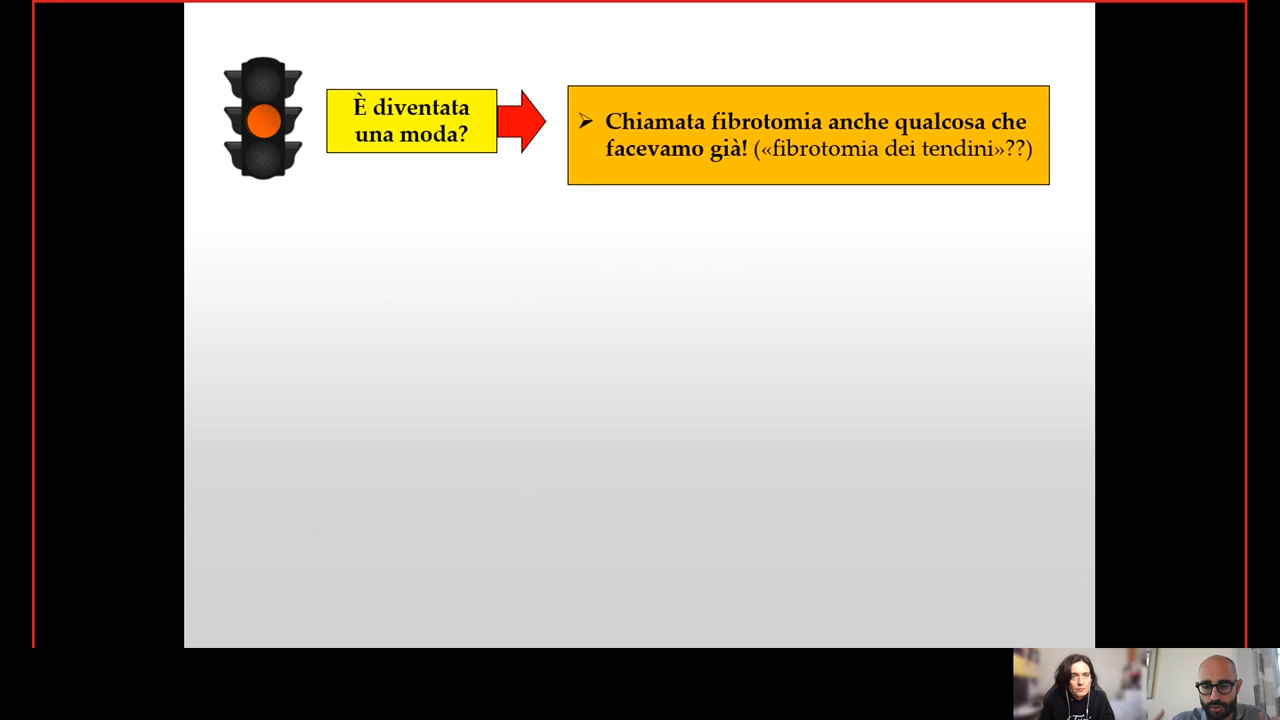 È diventata
una moda?
➢ Chiamata fibrotomia anche qualcosa che
facevamo già! («fibrotomia dei tendini»??)